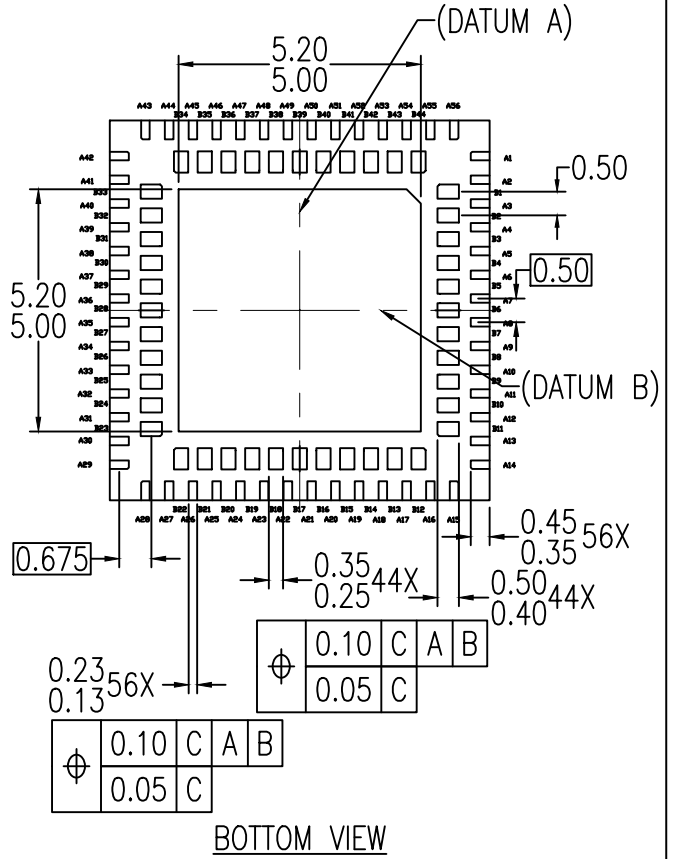 (DATUM A)
5.20
5.00
A43 A44 A45 A46 A47 A48 A49 A50 A51 A52 A53 A54 A55 A56
B34 B35 B36 B37 B38 B39 B40 B41 B42 B43 B44
A42 A1
A41 A2
B33 B1
0.50
A40 A3
B32 B2
A39 A4
B31 B3
A38 A5
B30 B4
A37 A6
B29 B5
0.50
5.20
5.00
A36 A7
B28 B6
A35 A8
B27 B7
A34 A9
B26 B8
A33 A10
B25 B9
(DATUM B)
A32 A11
B24 B10
A31 A12
B23 B11
A30 A13
A29 A14
B22 B21 B20 B19 B18 B17 B16 B15 B14 B13 B12
A28 A27 A26 A25 A24 A23 A22 A21 A20 A19 A18 A17 A16 A15
0.45
0.35 56X
0.675
0.35
0.25 44X
0.50
0.40 44X
⌖ 0.10 C A B
0.05 C
0.23
0.13 56X
⌖ 0.10 C A B
0.05 C
BOTTOM VIEW